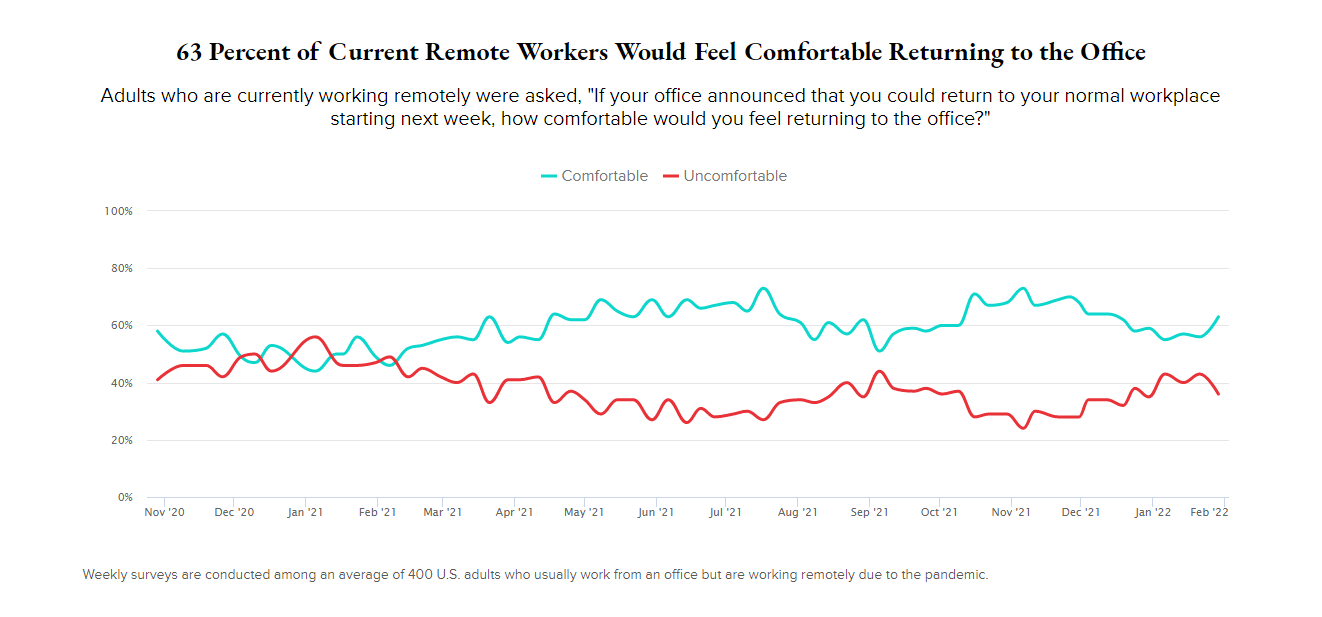 63 Percent of Current Remote Workers Would Feel Comfortable Returning to the Office
Adults who are currently working remotely were asked, "If your office announced that you could return to your normal workplace
starting next week, how comfortable would you feel returning to the office?"
Comfortable Uncomfortable
100%
80%
60%
40%
20%
0%
Nov '20 Dec '20 Jan '21 Feb '21 Mar '21 Apr '21 May '21 Jun '21 Jul '21 Aug '21 Sep '21 Oct '21 Nov '21 Dec '21 Jan '22 Feb '22
Weekly surveys are conducted among an average of 400 U.S. adults who usually work from an office but are working remotely due to the pandemic.